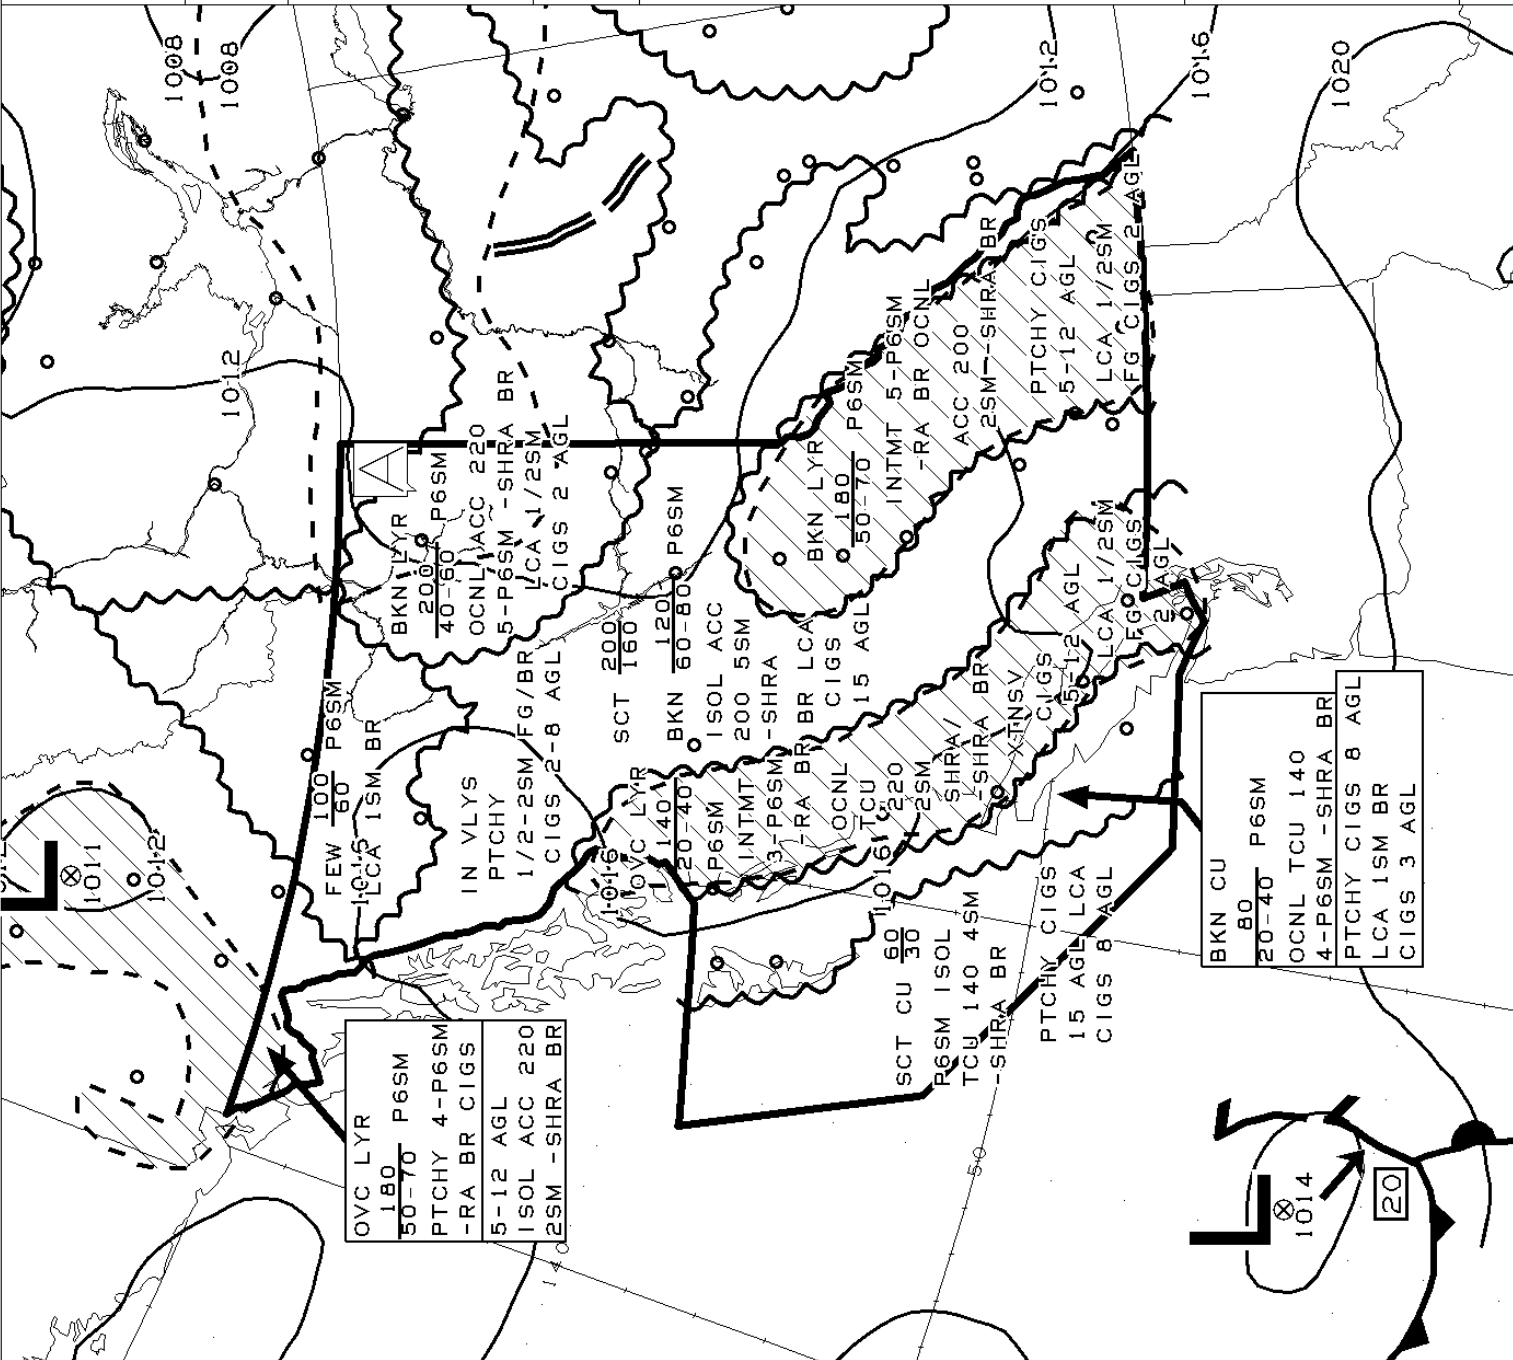 1008
1008
1012
1016
1020
1012
1011
1012
A
BKN LYR
200
40-60 P6SM
OCNL ACC 220
5-P6SM -SHRA BR
LCA 1/2SM
CIGS 2 AGL
100
FEW 60 P6SM
1016
LCA 1SM BR
IN VLYS
PTCHY
1/2-2SM FG/BR
CIGS 2-8 AGL
SCT 200
160
BKN 120
60-80 P6SM
ISOL ACC
200 5SM
-SHRA
BR LCA
CIGS
15 AGL
BKN LYR
180
50-70 P6SM
INTMT 5-P6SM
-RA BR OCNL
ACC 200
2SM -SHRA BR
PTCHY CIGS
5-12 AGL
LCA 1/2SM
FG CIGS 2 AGL
1016
OVC LYR
140
20-40
P6SM
INTMT
3-P6SM
-RA BR
OCNL
TCU
220
2SM
SHRA/
-SHRA BR
XTNSV
CIGS
5-12 AGL
LCA 1/2SM
FG CIGS
2 AGL
1016
SCT CU 60
30
P6SM ISOL
TCU 140 4SM
-SHRA BR
PTCHY CIGS
15 AGL LCA
CIGS 8 AGL
OVC LYR
180
50-70 P6SM
PTCHY 4-P6SM
-RA BR CIGS
5-12 AGL
ISOL ACC 220
2SM -SHRA BR
BKN CU
80
20-40 P6SM
OCNL TCU 140
4-P6SM -SHRA BR
PTCHY CIGS 8 AGL
LCA 1SM BR
CIGS 3 AGL
140
50
L
L
1014
20